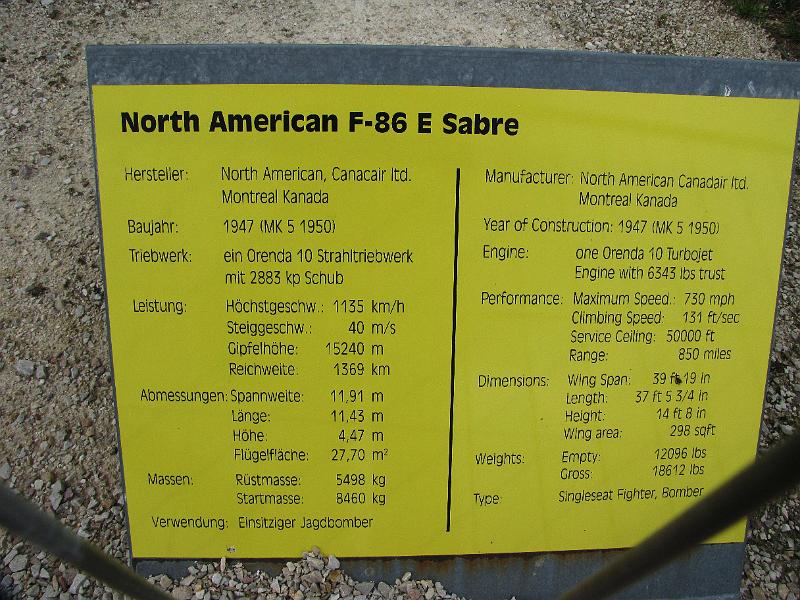 North American F-86 E Sabre
Hersteller: North American, Canacair ltd.
Montreal Kanada
Baujahr: 1947 (MK 5 1950)
Triebwerk: ein Orenda 10 Strahltriebwerk
mit 2883 kp Schub
Leistung: Höchstgeschw.: 1135 km/h
Steiggeschw.: 40 m/s
Gipfelhöhe: 15240 m
Reichweite: 1369 km
Abmessungen: Spannweite: 11,91 m
Länge: 11,43 m
Höhe: 4,47 m
Flügelfläche: 27,70 m²
Massen: Rüstmasse: 5498 kg
Startmasse: 8460 kg
Verwendung: Einsitziger Jagdbomber
Manufacturer: North American Canadair ltd.
Montreal Kanada
Year of Construction: 1947 (MK 5 1950)
Engine: one Orenda 10 Turbojet
Engine with 6343 lbs trust
Performance: Maximum Speed.: 730 mph
Climbing Speed: 131 ft/sec
Service Ceiling: 50000 ft
Range: 850 miles
Dimensions: Wing Span: 39 ft 19 in
Length: 37 ft 5 3/4 in
Height: 14 ft 8 in
Wing area: 298 sqft
Weights: Empty: 12096 lbs
Gross: 18612 lbs
Type: Singleseat Fighter, Bomber